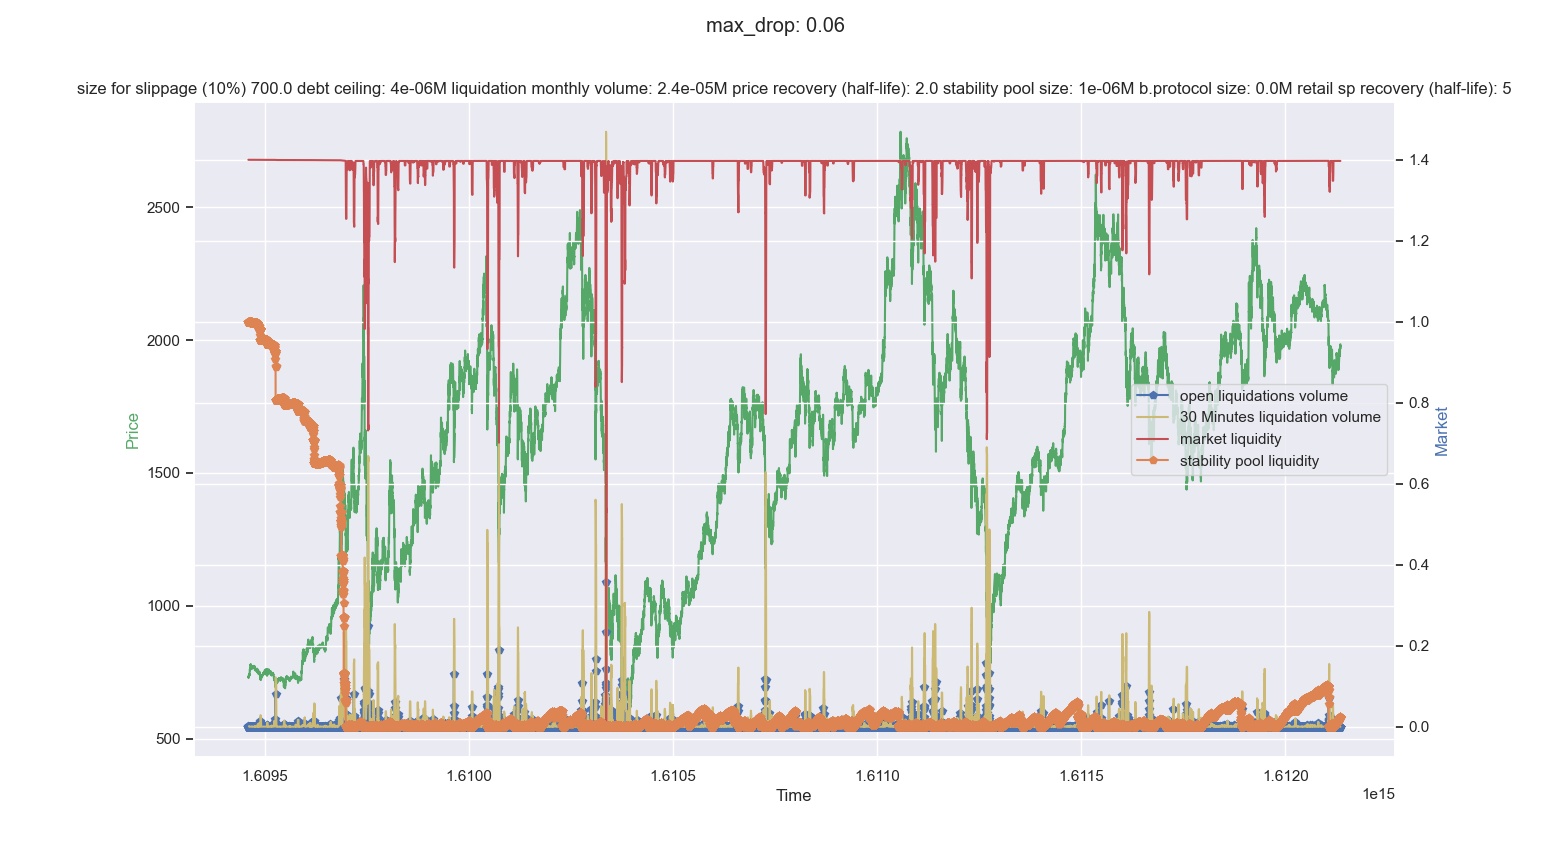 max_drop: 0.06
size for slippage (10%) 700.0 debt ceiling: 4e-06M liquidation monthly volume: 2.4e-05M price recovery (half-life): 2.0 stability pool size: 1e-06M b.protocol size: 0.0M retail sp recovery (half-life): 5
2500
2000
1500
1000
500
Price
1.4
1.2
1.0
0.8
0.6
0.4
0.2
0.0
Market
open liquidations volume
30 Minutes liquidation volume
market liquidity
stability pool liquidity
1.6095
1.6100
1.6105
1.6110
1.6115
1.6120
Time
1e15